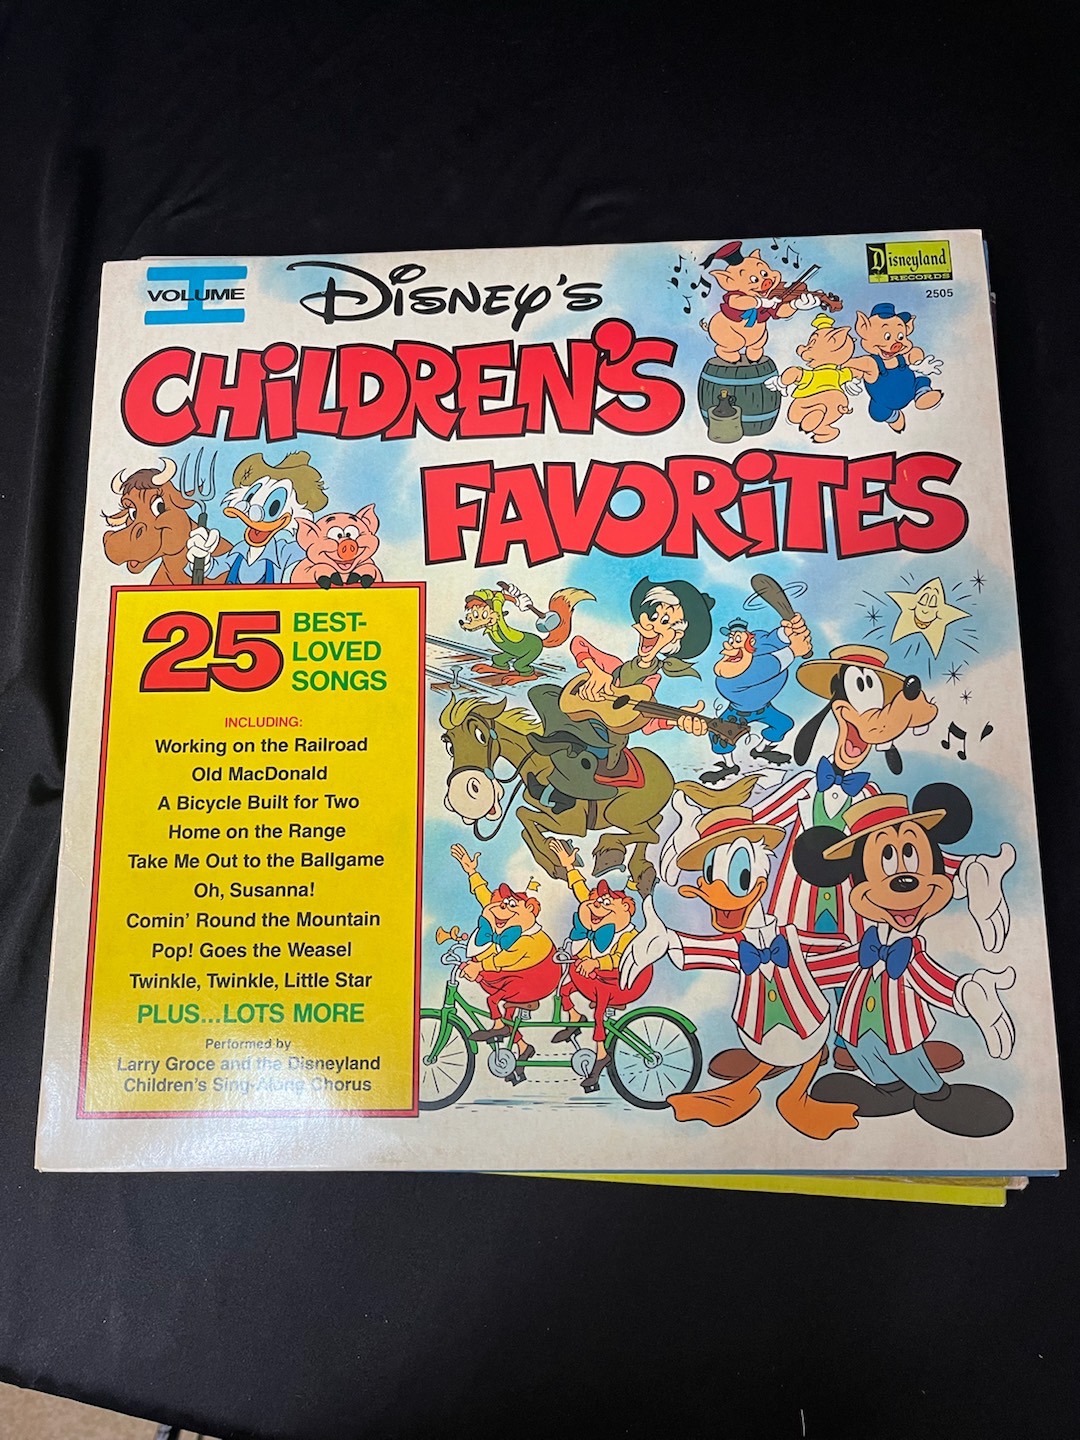 VOLUME I
DISNEY'S
CHiLDREN'S
FAVORiTES
Disneyland
RECORDS
2505
25 BEST-
LOVED
SONGS
INCLUDING:
Working on the Railroad
Old MacDonald
A Bicycle Built for Two
Home on the Range
Take Me Out to the Ballgame
Oh, Susanna!
Comin' Round the Mountain
Pop! Goes the Weasel
Twinkle, Twinkle, Little Star
PLUS...LOTS MORE
Performed by
Larry Groce and the Disneyland
Children's Sing-Along Chorus